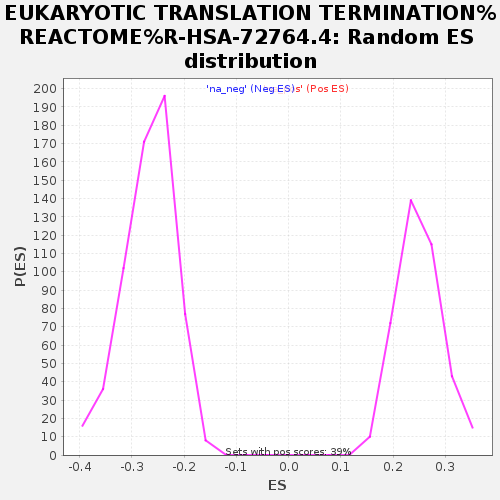 EUKARYOTIC TRANSLATION TERMINATION%
REACTOME%R-HSA-72764.4: Random ES
distribution
'na_neg' (Neg ES)s' (Pos ES)
200
190
180
170
160
150
140
130
120
110
100
90
80
70
60
50
40
30
20
10
0
P(ES)
Sets with pos scores: 39%
-0.4 -0.3 -0.2 -0.1 0.0 0.1 0.2 0.3
ES